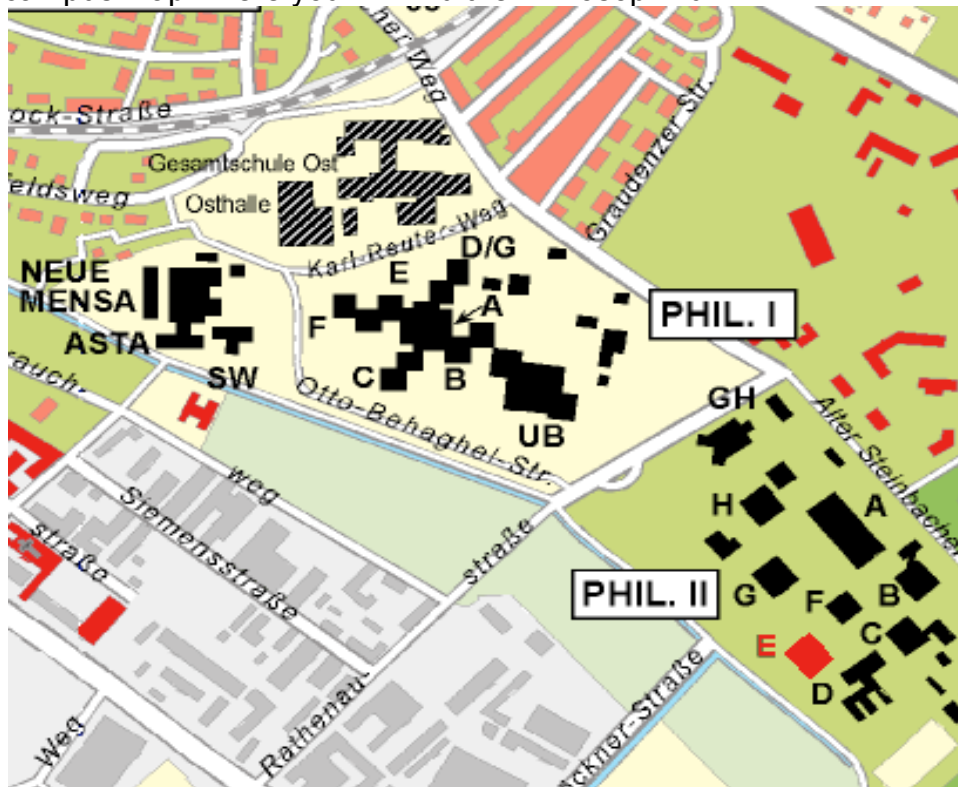 ock-Straße
Gesamtschule Ost
Osthalle
eldsweg
Karl-Reuter-Weg
Graudenzer Str.
her Weg
NEUE
MENSA
ASTA
SW
D/G
E
A
F
C
B
UB
PHIL. I
Otto-Behaghel-Str.
GH
Alter Steinbacher
rauch.
weg
Siemensstraße
straße
straße
Rathenau
Weg
PHIL. II
H
A
G
F
B
C
E
D
ckner-Straße